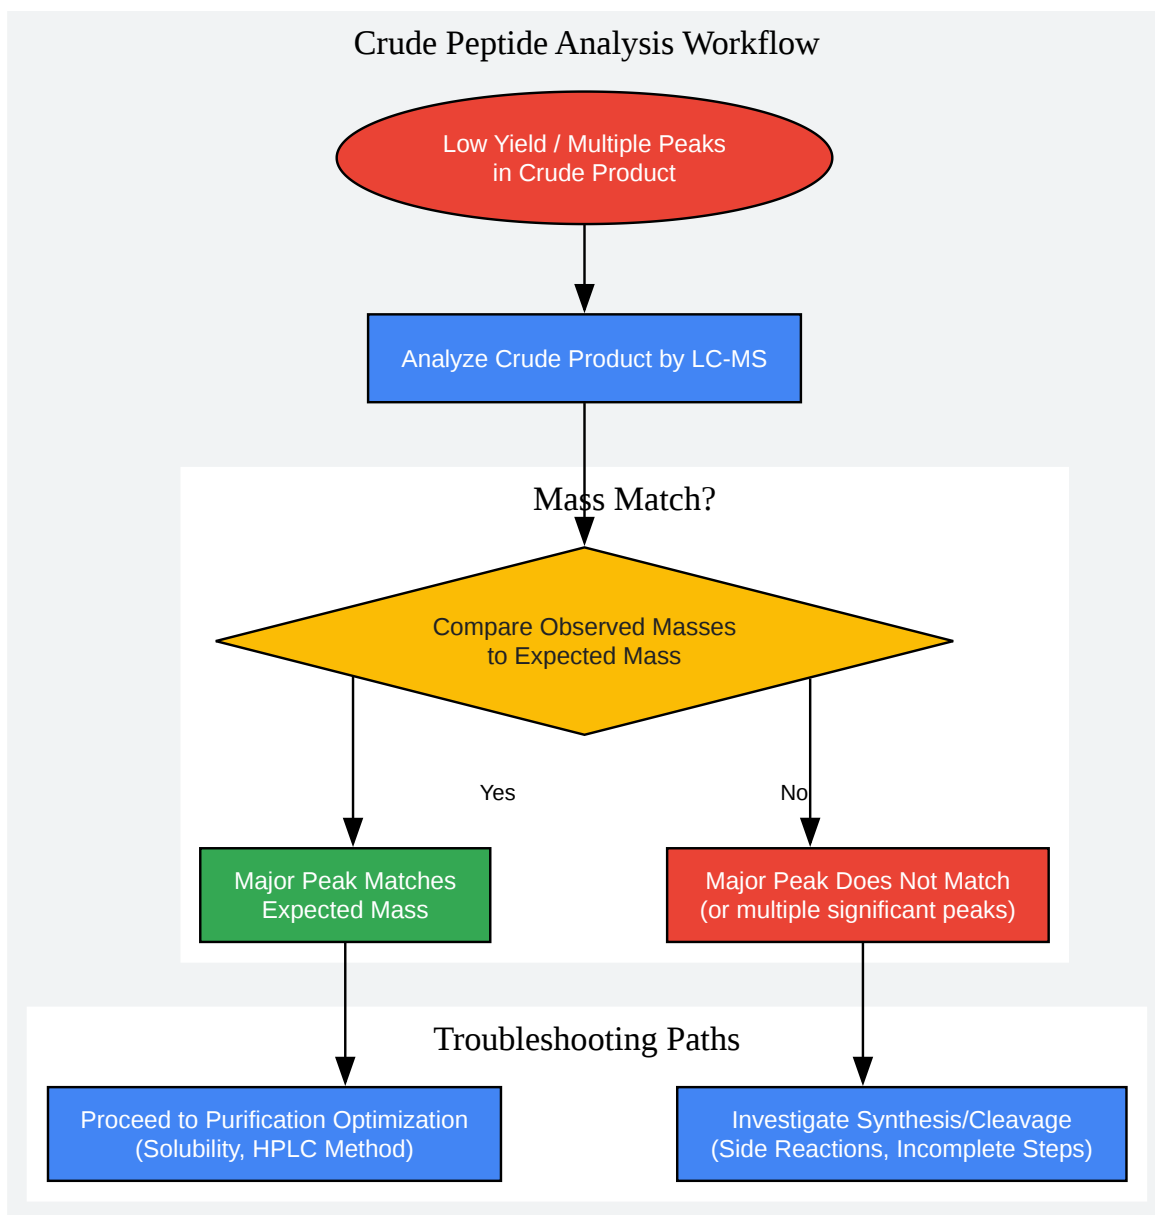 Crude Peptide Analysis Workflow
Low Yield / Multiple Peaks
in Crude Product
Analyze Crude Product by LC-MS
Mass Match?
Compare Observed Masses
to Expected Mass
Yes
No
Major Peak Matches
Expected Mass
Major Peak Does Not Match
(or multiple significant peaks)
Troubleshooting Paths
Proceed to Purification Optimization
(Solubility, HPLC Method)
Investigate Synthesis/Cleavage
(Side Reactions, Incomplete Steps)